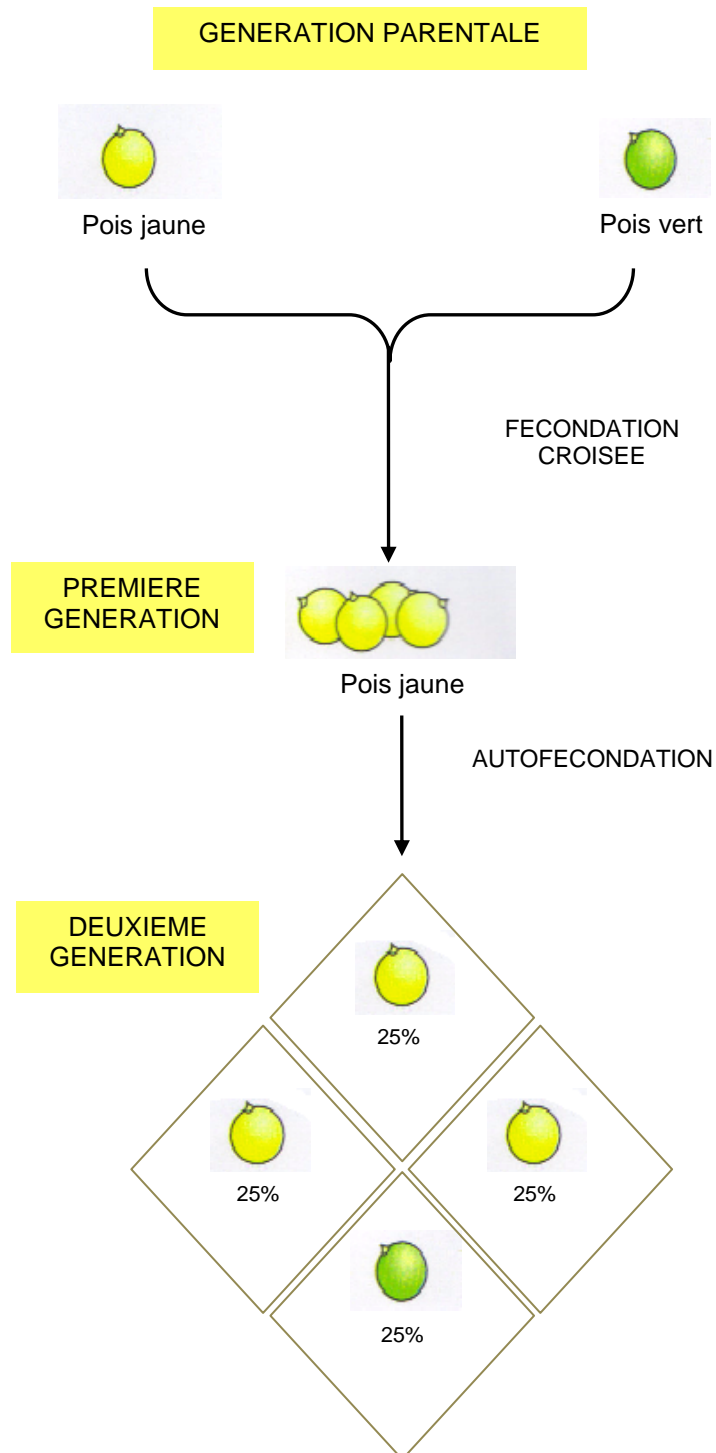 GENERATION PARENTALE
Pois jaune
Pois vert
FECONDATION
CROISEE
PREMIERE
GENERATION
Pois jaune
AUTOFECONDATION
DEUXIEME
GENERATION
25%
25%
25%
25%